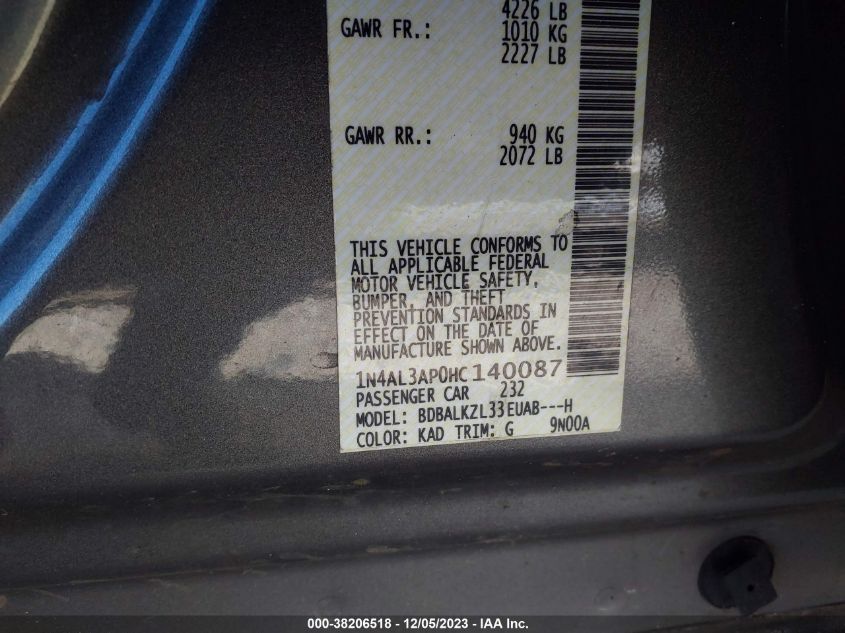 4226 LB
GAWR FR.: 1010 KG
2227 LB
GAWR RR.: 940 KG
2072 LB
THIS VEHICLE CONFORMS TO
ALL APPLICABLE FEDERAL
MOTOR VEHICLE SAFETY,
BUMPER, AND THEFT
PREVENTION STANDARDS IN
EFFECT ON THE DATE OF
MANUFACTURE SHOWN ABOVE.
1N4AL3AP0HC140087
PASSENGER CAR 232
MODEL: BDBALKZL33EUAB---H
COLOR: KAD TRIM: G 9N00A
000-38206518 - 12/05/2023 - IAA Inc.